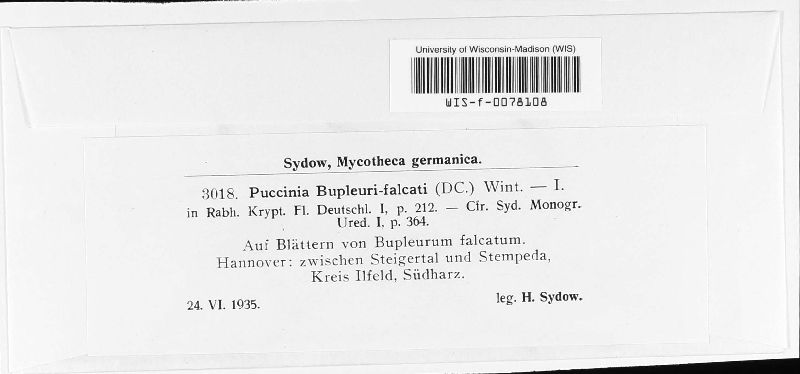 University of Wisconsin-Madison (WIS)
WIS-f-0078108
Sydow, Mycotheca germanica.
3018. Puccinia Bupleuri-falcati (DC.) Wint. — I.
in Rabh. Krypt. Fl. Deutschl. I, p. 212. — Cfr. Syd. Monogr.
Ured. I, p. 364.
Auf Blättern von Bupleurum falcatum.
Hannover: zwischen Steigertal und Stempeda,
Kreis Ilfeld, Südharz.
24. VI. 1935.
leg. H. Sydow.